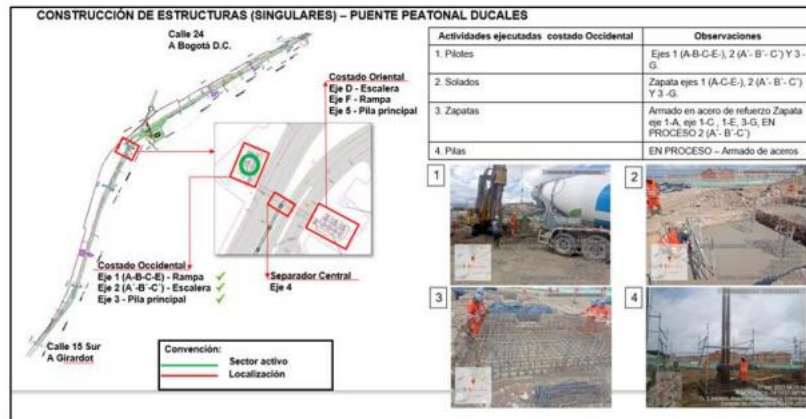 CONSTRUCCIÓN DE ESTRUCTURAS (SINGULARES) – PUENTE PEATONAL DUCALES
Calle 24
A Bogotá D.C.
Costado Oriental
Eje D - Escalera
Eje F - Rampa
Eje 5 - Pila principal
Costado Occidental
Eje 1 (A-B-C-E) - Rampa ✓
Eje 2 (A´-B´-C´) - Escalera ✓
Eje 3 - Pila principal ✓
Separador Central
Eje 4
Calle 15 Sur
A Girardot
Convención:
Sector activo
Localización
Actividades ejecutadas costado Occidental
Observaciones
1. Pilotes
Ejes 1 (A-B-C-E-), 2 (A´- B´- C´) Y 3 -
G.
2. Solados
Zapata ejes 1 (A-C-E-), 2 (A´- B´- C´)
Y 3 -G.
3. Zapatas
Armado en acero de refuerzo Zapata
eje 1-A, eje 1-C , 1-E, 3-G, EN
PROCESO 2 (A´- B´-C´)
4. Pilas
EN PROCESO – Armado de aceros
1
2
3
4